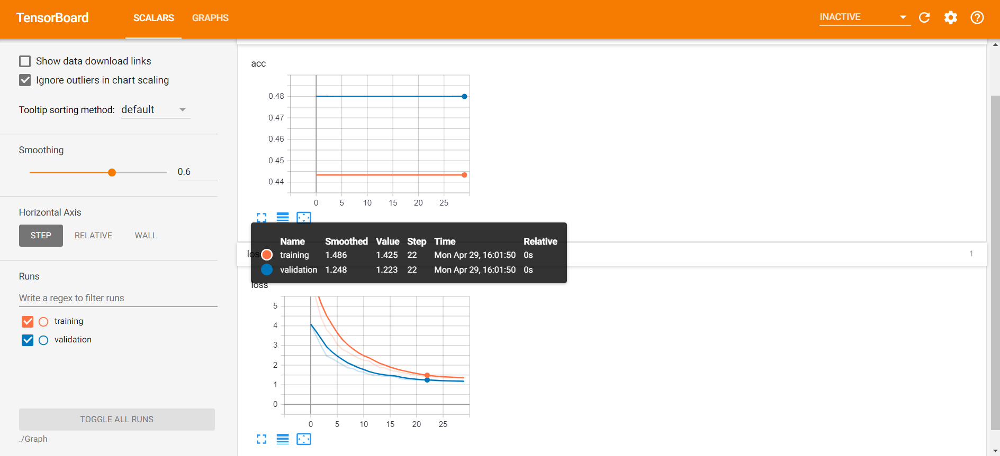 TensorBoard
SCALARS
GRAPHS
INACTIVE
Show data download links
Ignore outliers in chart scaling
Tooltip sorting method: default
Smoothing
0.6
Horizontal Axis
STEP RELATIVE WALL
Runs
Write a regex to filter runs
training
validation
TOGGLE ALL RUNS
./Graph
acc
0.48
0.47
0.46
0.45
0.44
0 5 10 15 20 25
Name Smoothed Value Step Time Relative
training 1.486 1.425 22 Mon Apr 29, 16:01:50 0s
validation 1.248 1.223 22 Mon Apr 29, 16:01:50 0s
1
loss
5
4
3
2
1
0
0 5 10 15 20 25